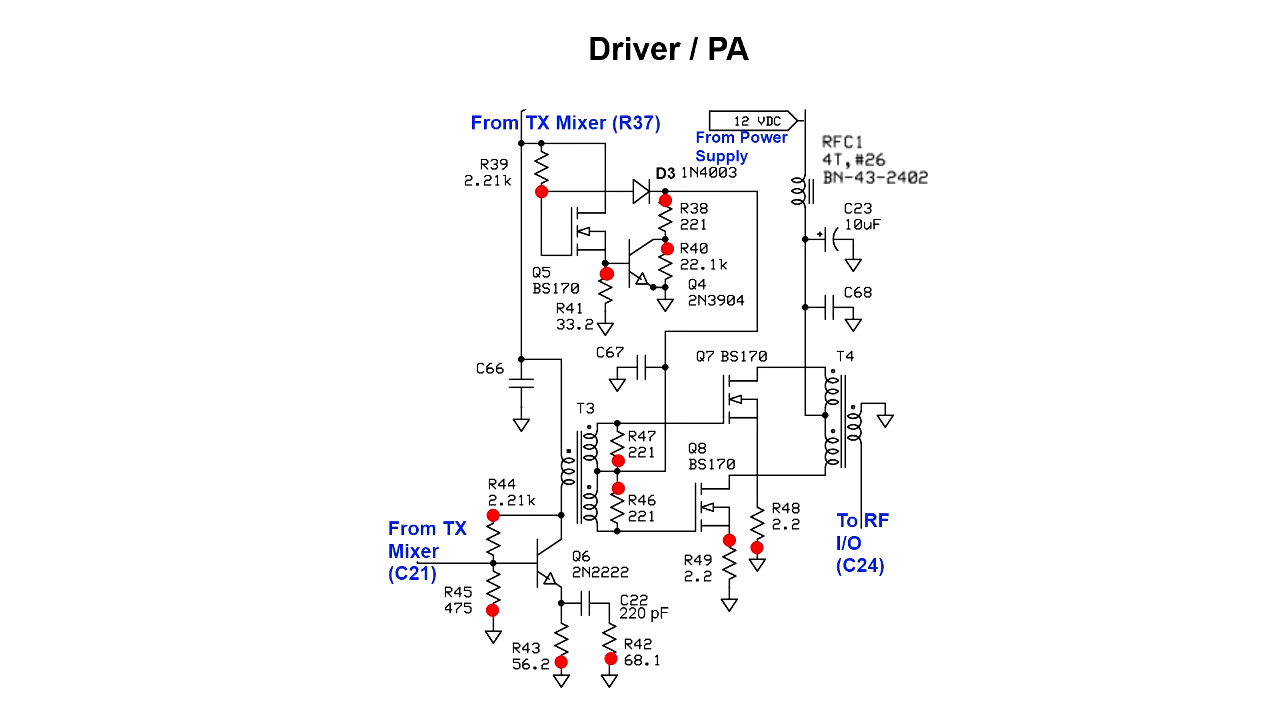 Driver / PA
From TX Mixer (R37)
12 VDC
From Power
Supply
RFC1
4T, #26
BN-43-2402
R39
2.21k
D3 1N4003
R38
221
C23
10uF
+
R40
22.1k
Q5
BS170
Q4
2N3904
R41
33.2
C68
C66
C67
Q7 BS170
T4
T3
R47
221
Q8
BS170
R44
2.21k
R46
221
R48
2.2
From TX
Mixer
(C21)
To RF
I/O
(C24)
Q6
2N2222
R49
2.2
R45
475
C22
220 pF
R43
56.2
R42
68.1